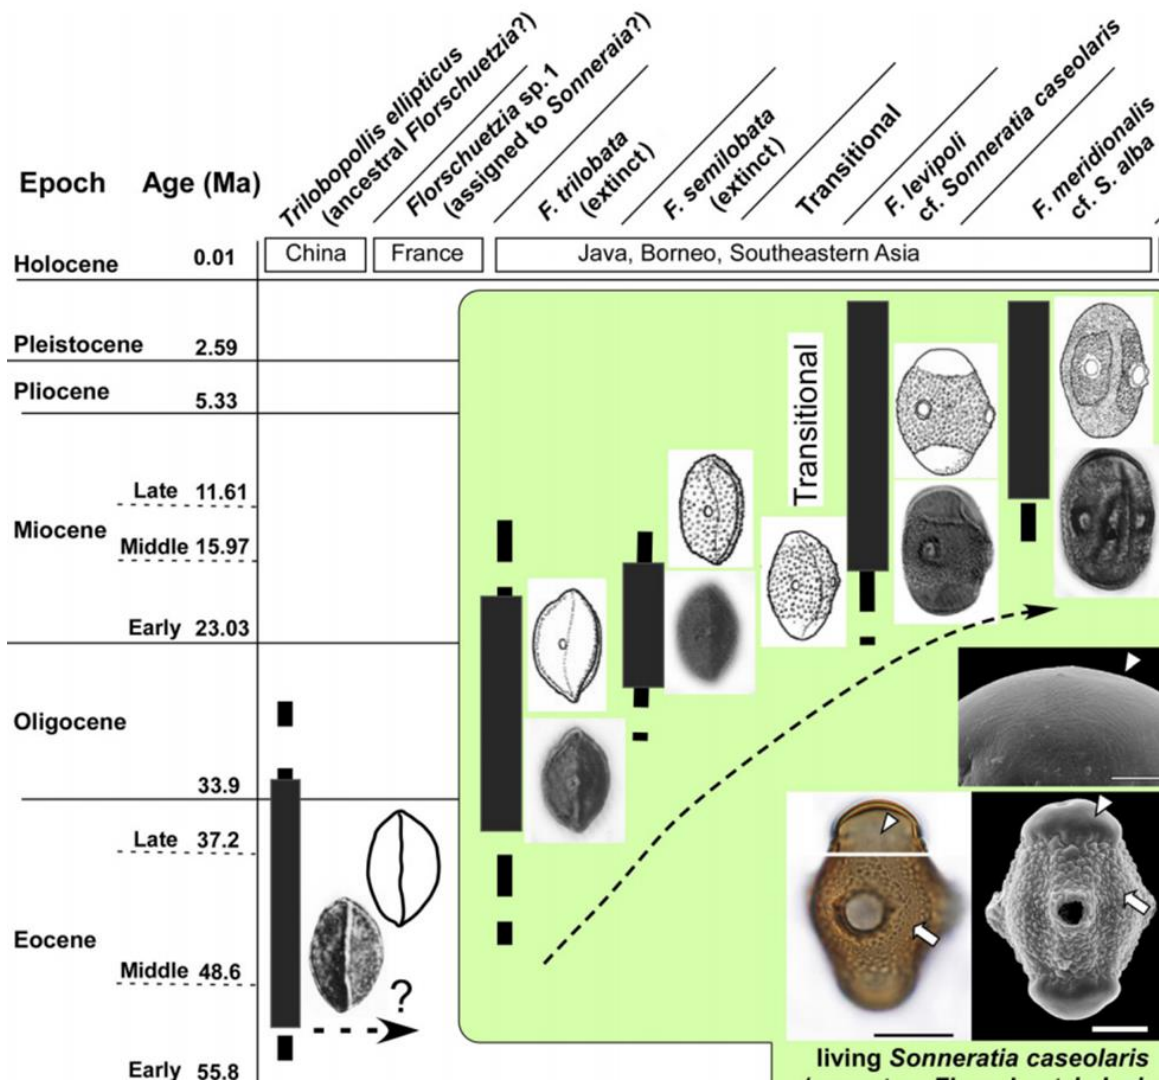 Trilobopollis ellipticus
(ancestral Florschuetzia?)
Florschuetzia sp. 1
(assigned to Sonneraia?)
F. trilobata
(extinct)
F. semilobata
(extinct)
Transitional
F. levipoli
cf. Sonneratia caseolaris
F. meridionalis
cf. S. alba
Epoch Age (Ma)
China France Java, Borneo, Southeastern Asia
Holocene 0.01
Pleistocene 2.59
Pliocene 5.33
Transitional
Late 11.61
Miocene
Middle 15.97
Early 23.03
Oligocene
33.9
Late 37.2
Eocene
Middle 48.6
?
Early 55.8
living Sonneratia caseolaris